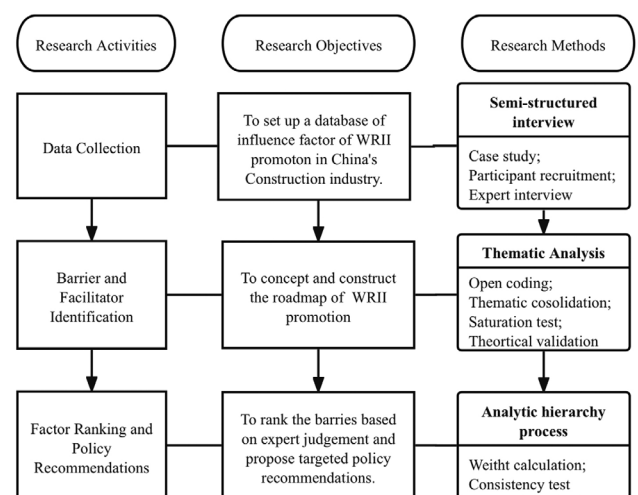 Research Activities
Research Objectives
Research Methods
Data Collection
To set up a database of
influence factor of WRII
promoton in China's
Construction industry.
Semi-structured
interview
Case study;
Participant recruitment;
Expert interview
Barrier and
Facilitator
Identification
To concept and construct
the roadmap of WRII
promotion
Thematic Analysis
Open coding;
Thematic cosolidation;
Saturation test;
Theortical validation
Factor Ranking and
Policy
Recommendations
To rank the barries based
on expert judgement and
propose targeted policy
recommendations.
Analytic hierarchy
process
Weitht calculation;
Consistency test